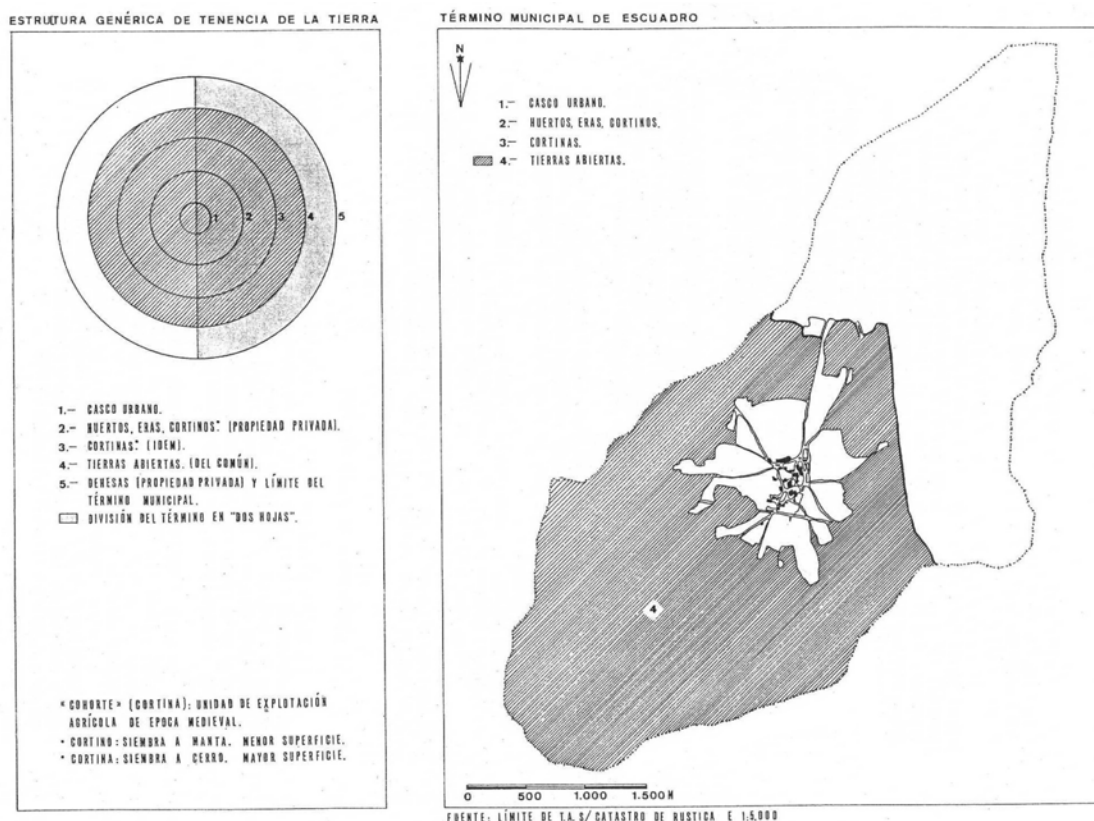 ESTRUTURA GENÉRICA DE TENENCIA DE LA TIERRA
1
2
3
4
5
1.- CASCO URBANO.
2.- HUERTOS, ERAS, CORTINOS.* (PROPIEDAD PRIVADA).
3.- CORTINAS.* (IDEM).
4.- TIERRAS ABIERTAS. (DEL COMÚN).
5.- DEHESAS (PROPIEDAD PRIVADA) Y LÍMITE DEL
TÉRMINO MUNICIPAL.
DIVISIÓN DEL TÉRMINO EN "DOS HOJAS".
«COHORTE» (CORTINA): UNIDAD DE EXPLOTACIÓN
AGRÍCOLA DE EPOCA MEDIEVAL.
• CORTINO: SIEMBRA A MANTA. MENOR SUPERFICIE.
• CORTINA: SIEMBRA A CERRO. MAYOR SUPERFICIE.
TÉRMINO MUNICIPAL DE ESCUADRO
N
1.- CASCO URBANO.
2.- HUERTOS, ERAS, CORTINOS.
3.- CORTINAS.
4.- TIERRAS ABIERTAS.
4
0 500 1.000 1.500 M
FUENTE: LÍMITE DE T.A. S/ CATASTRO DE RUSTICA E 1:5,000